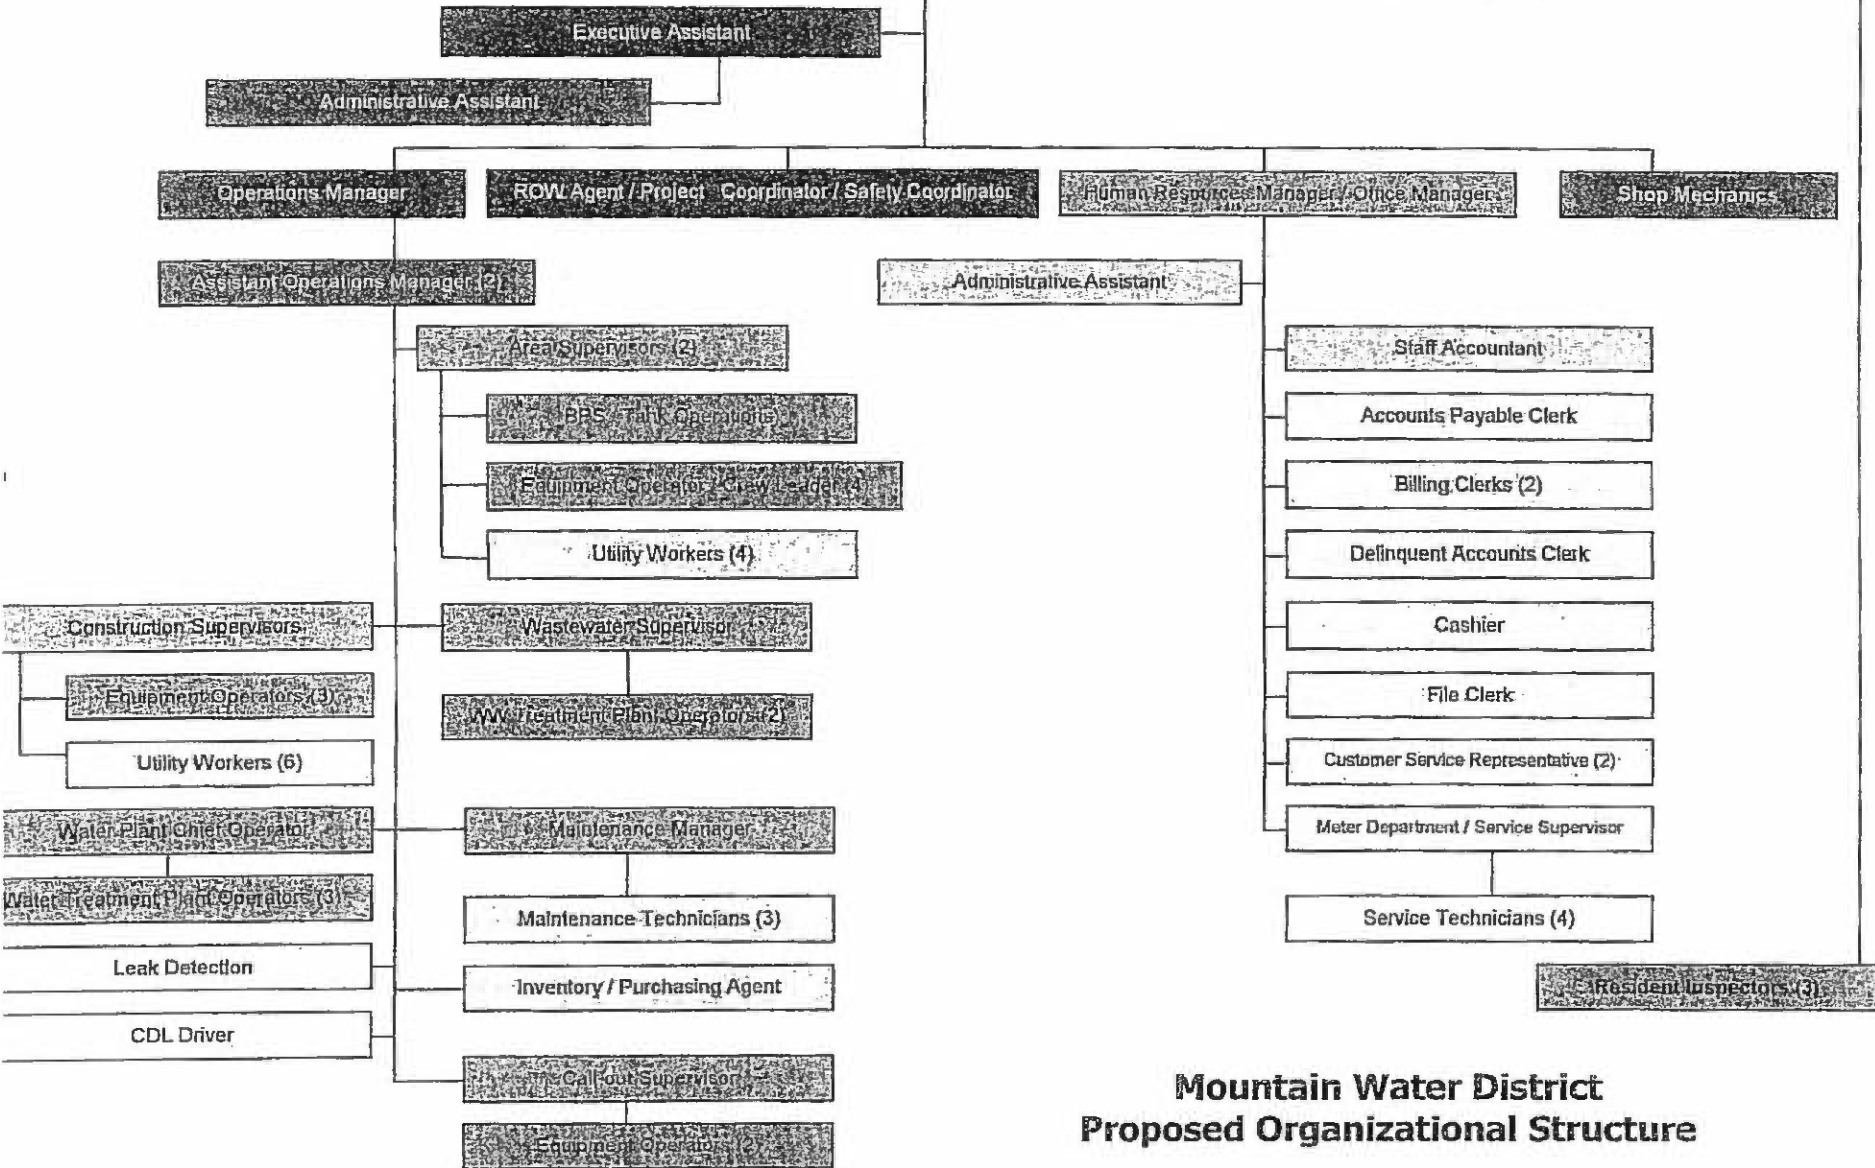 Executive Assistant
Administrative Assistant
Operations Manager
ROW Agent / Project Coordinator / Safety Coordinator
Human Resources Manager / Office Manager
Shop Mechanics
Assistant Operations Manager (2)
Administrative Assistant
Area Supervisors (2)
Staff Accountant
BPS, Tank Operations)
Accounts Payable Clerk
Equipment Operator / Crew Leader (4)
Billing Clerks (2)
Utility Workers (4)
Delinquent Accounts Clerk
Construction Supervisors
Wastewater Supervisor
Cashier
Equipment Operators (3)
WW Treatment Plant Operators (2)
File Clerk
Utility Workers (6)
Customer Service Representative (2)
Water Plant Chief Operator
Maintenance Manager
Meter Department / Service Supervisor
Water Treatment Plant Operators (3)
Maintenance Technicians (3)
Service Technicians (4)
Leak Detection
Inventory / Purchasing Agent
Resident Inspectors (3)
CDL Driver
Call-out Supervisor
Equipment Operators (2)
Mountain Water District
Proposed Organizational Structure